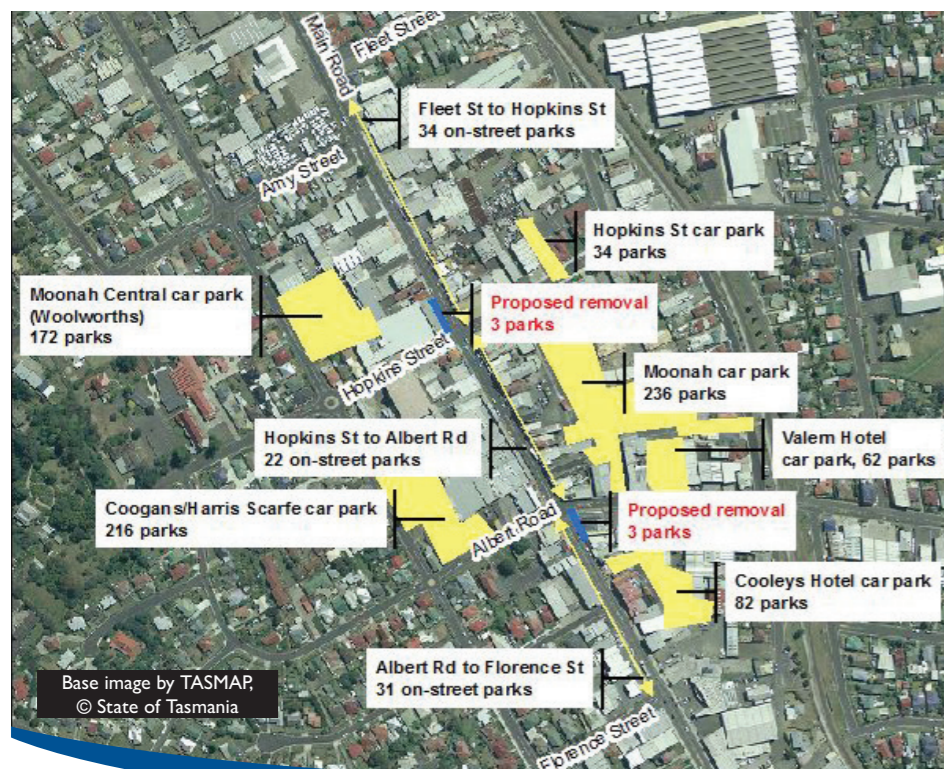 Main Road
Fleet Street
Fleet St to Hopkins St
34 on-street parks
Amy Street
Hopkins St car park
34 parks
Moonah Central car park
(Woolworths)
172 parks
Proposed removal
3 parks
Hopkins Street
Moonah car park
236 parks
Hopkins St to Albert Rd
22 on-street parks
Valern Hotel
car park, 62 parks
Coogans/Harris Scarfe car park
216 parks
Albert Road
Proposed removal
3 parks
Cooleys Hotel car park
82 parks
Albert Rd to Florence St
31 on-street parks
Base image by TASMAP,
© State of Tasmania
Florence Street